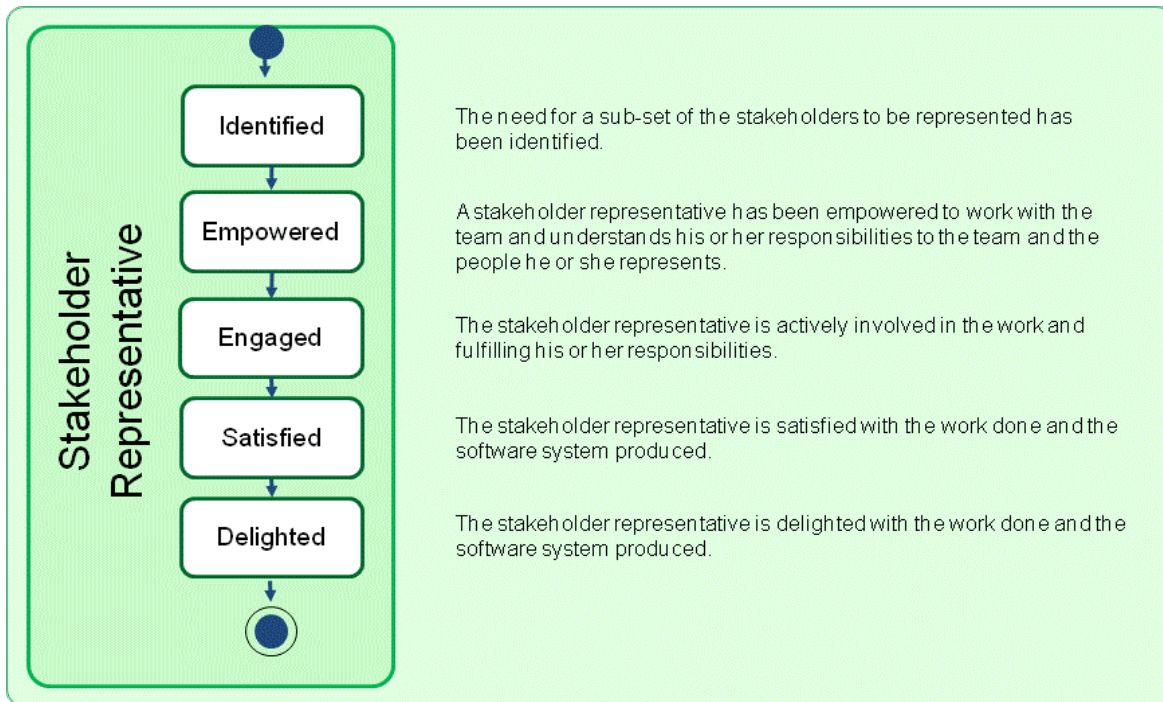 Stakeholder
Representative
Identified
The need for a sub-set of the stakeholders to be represented has
been identified.
Empowered
A stakeholder representative has been empowered to work with the
team and understands his or her responsibilities to the team and the
people he or she represents.
Engaged
The stakeholder representative is actively involved in the work and
fulfilling his or her responsibilities.
Satisfied
The stakeholder representative is satisfied with the work done and the
software system produced.
Delighted
The stakeholder representative is delighted with the work done and the
software system produced.